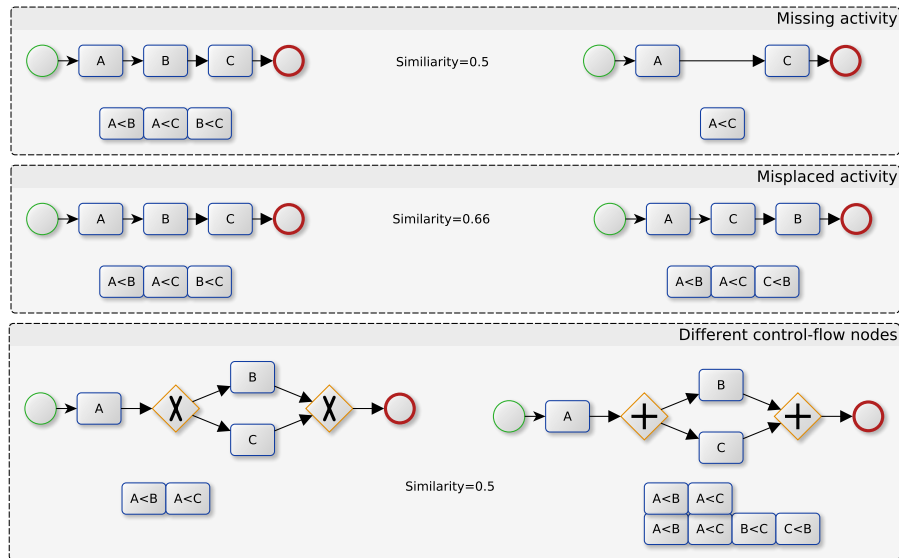 Missing activity
A B C Similiarity=0.5 A C
A<B A<C B<C A<C
Misplaced activity
A B C Similarity=0.66 A C B
A<B A<C B<C A<B A<C C<B
Different control-flow nodes
B B
A X X A + +
C C
Similarity=0.5
A<B A<C A<B A<C
A<B A<C B<C C<B